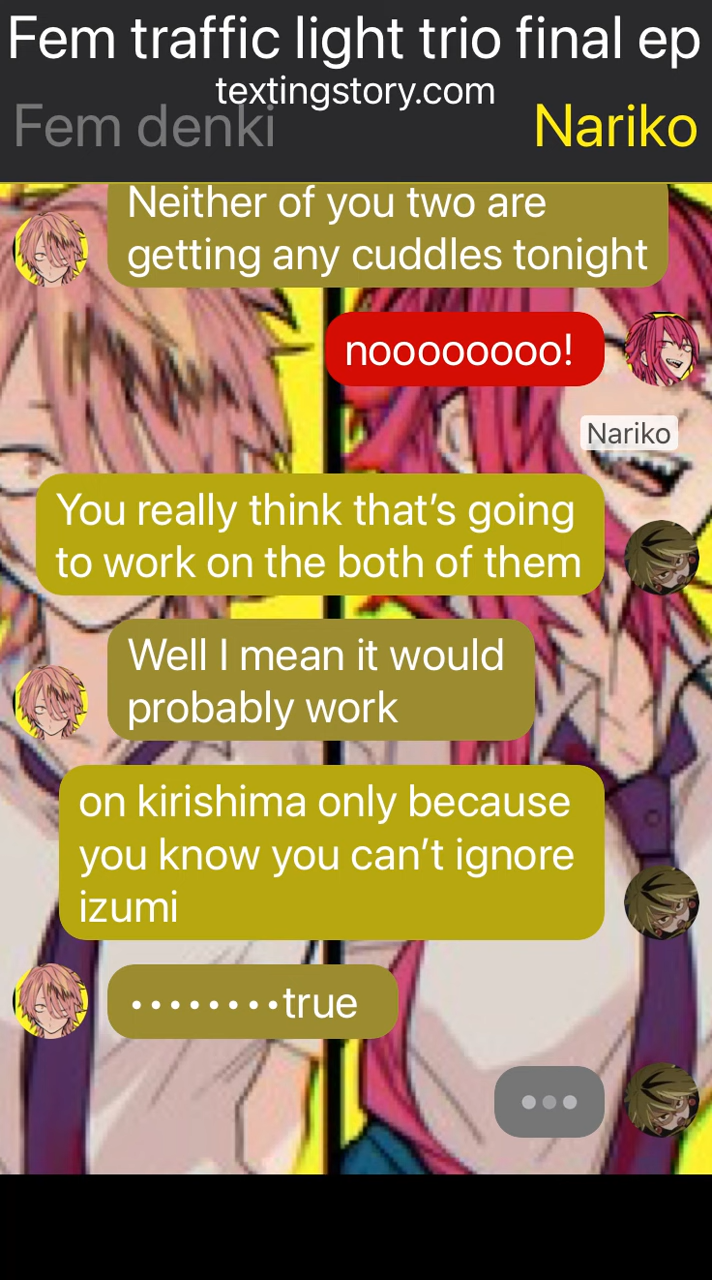 Fem traffic light trio final ep
textingstory.com
Fem denki
Nariko
Neither of you two are
getting any cuddles tonight
noooooooo!
Nariko
You really think that’s going
to work on the both of them
Well I mean it would
probably work
on kirishima only because
you know you can’t ignore
izumi
••••••••true